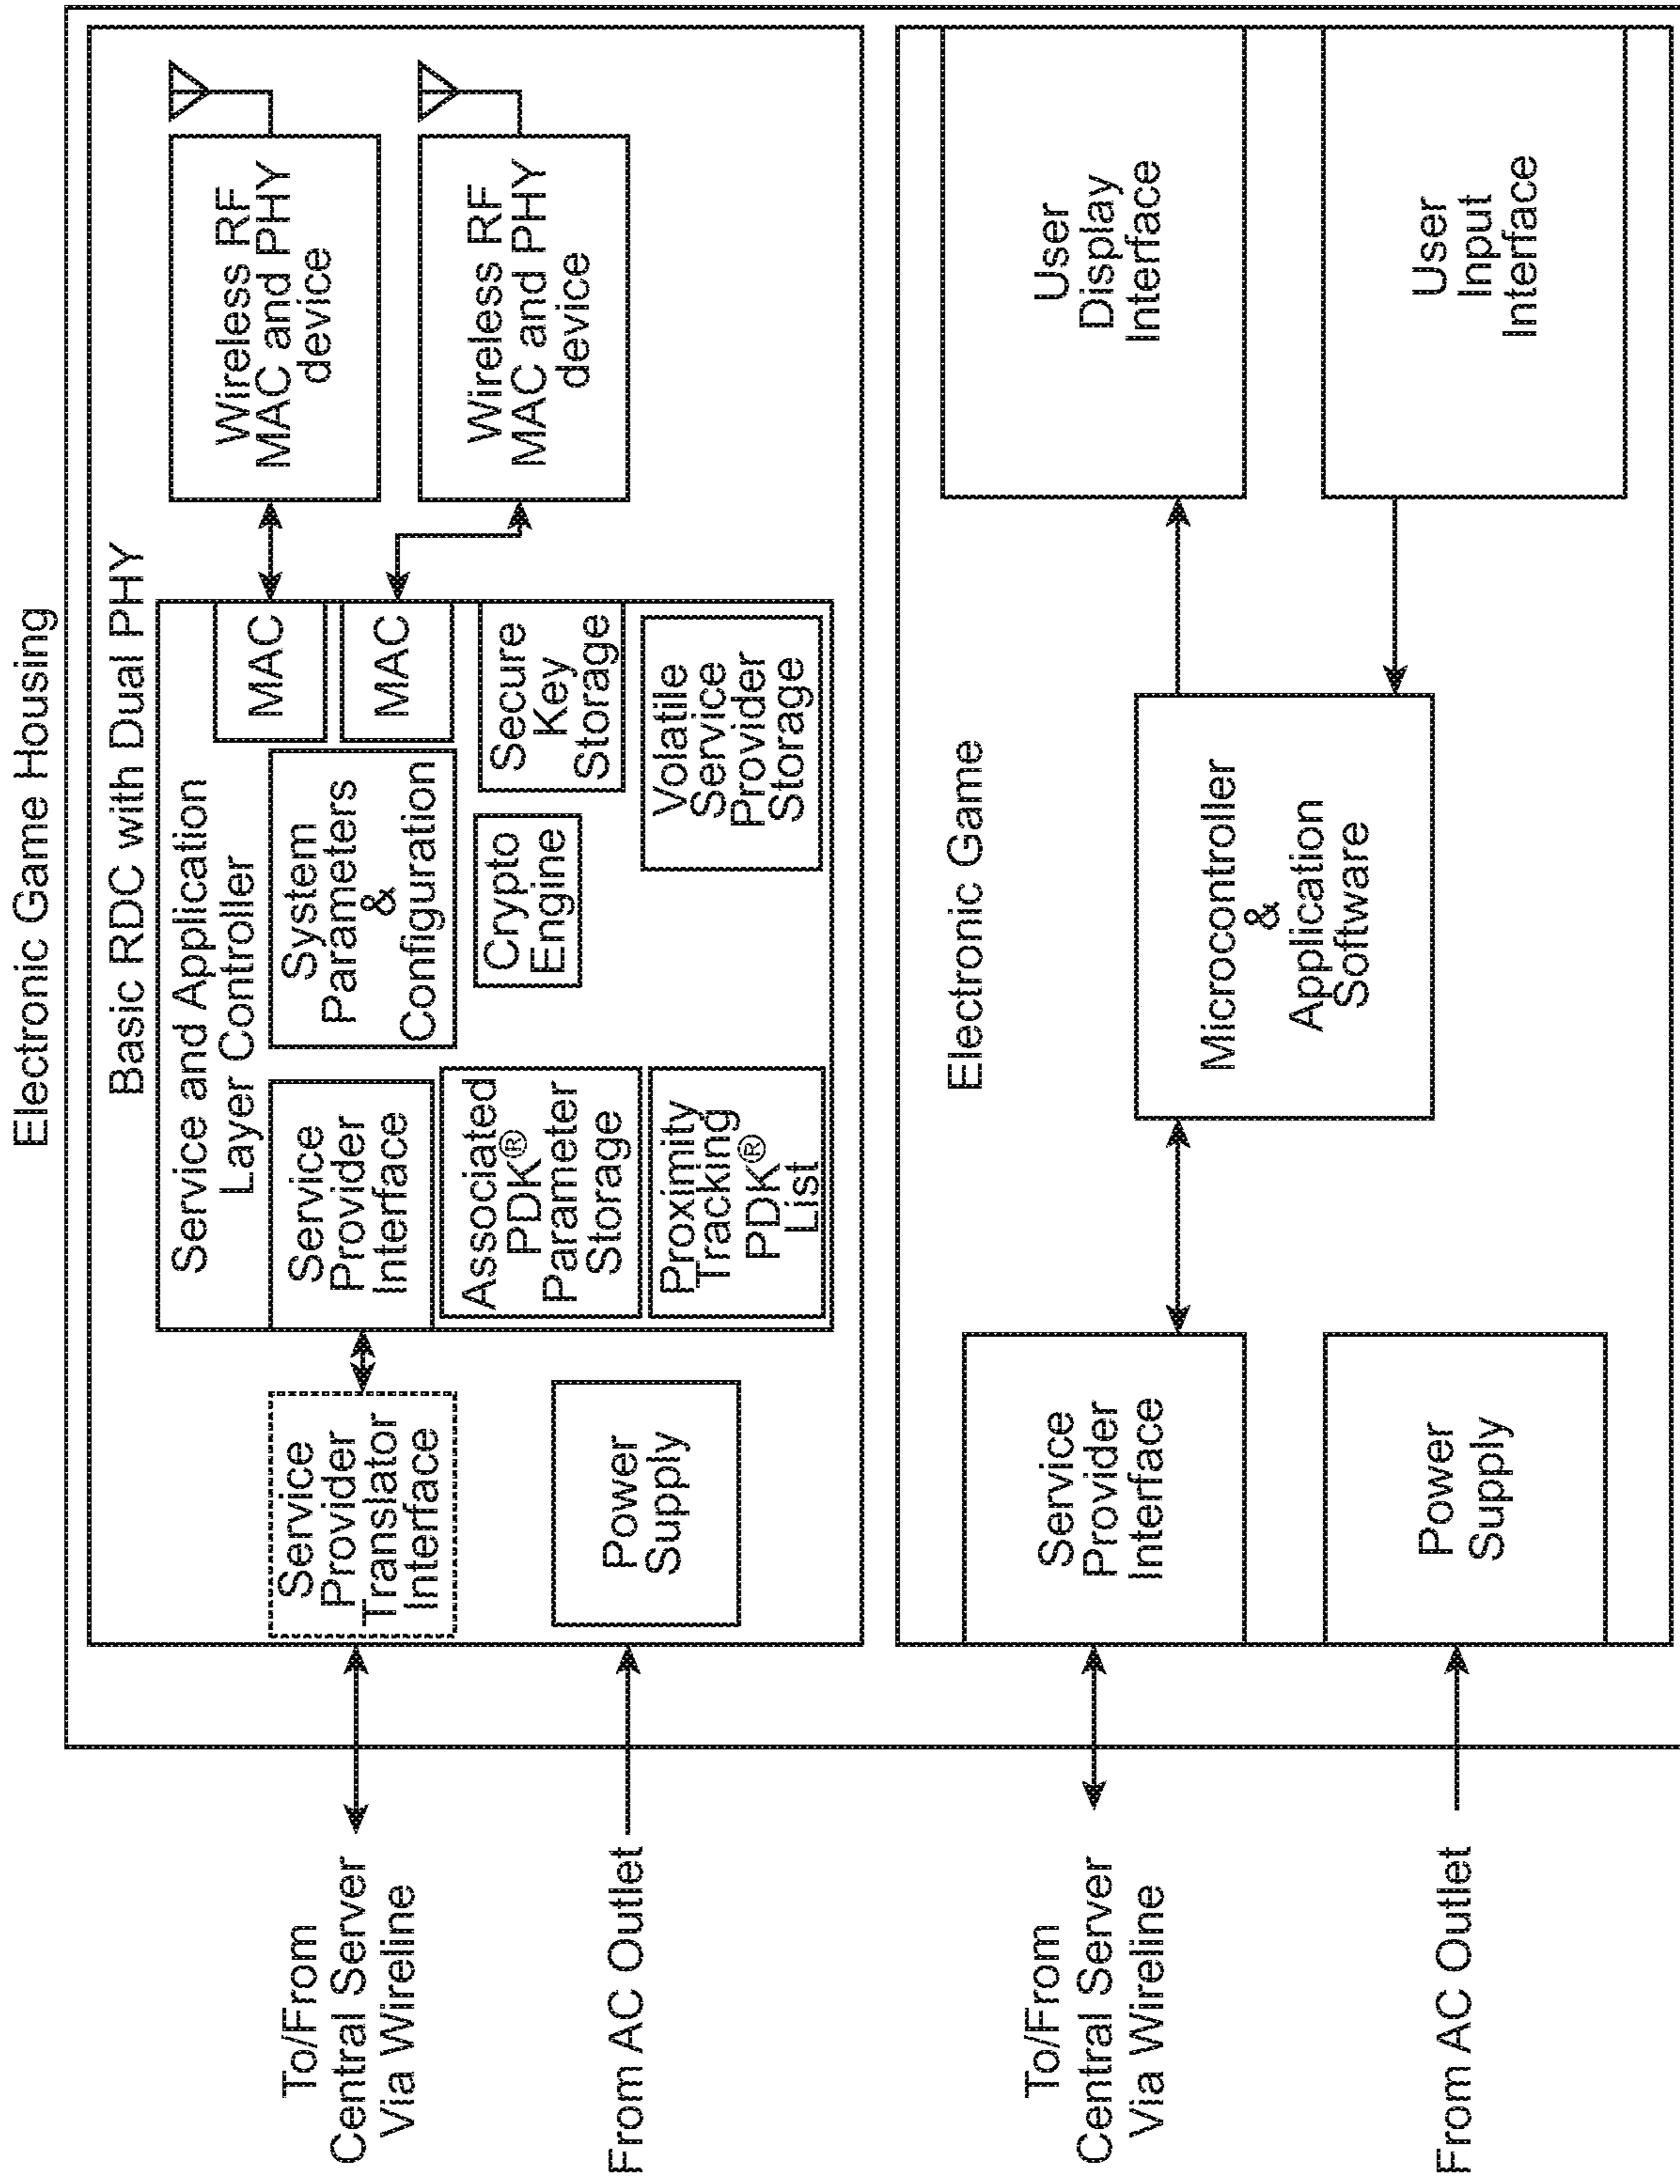 Electronic Game Housing
Basic RDC with Dual PHY
Service and Application
Layer Controller
Service
Provider
Translator
Interface
Service
Provider
Interface
System
Parameters
&
Configuration
MAC
MAC
Wireless RF
MAC and PHY
device
Wireless RF
MAC and PHY
device
Associated
PDK®
Parameter
Storage
Crypto
Engine
Secure
Key
Storage
Proximity
Tracking
PDK®
List
Volatile
Service
Provider
Storage
Power
Supply
To/From
Central Server
Via Wireline
From AC Outlet
Electronic Game
Service
Provider
Interface
Microcontroller
&
Application
Software
User
Display
Interface
Power
Supply
User
Input
Interface
To/From
Central Server
Via Wireline
From AC Outlet